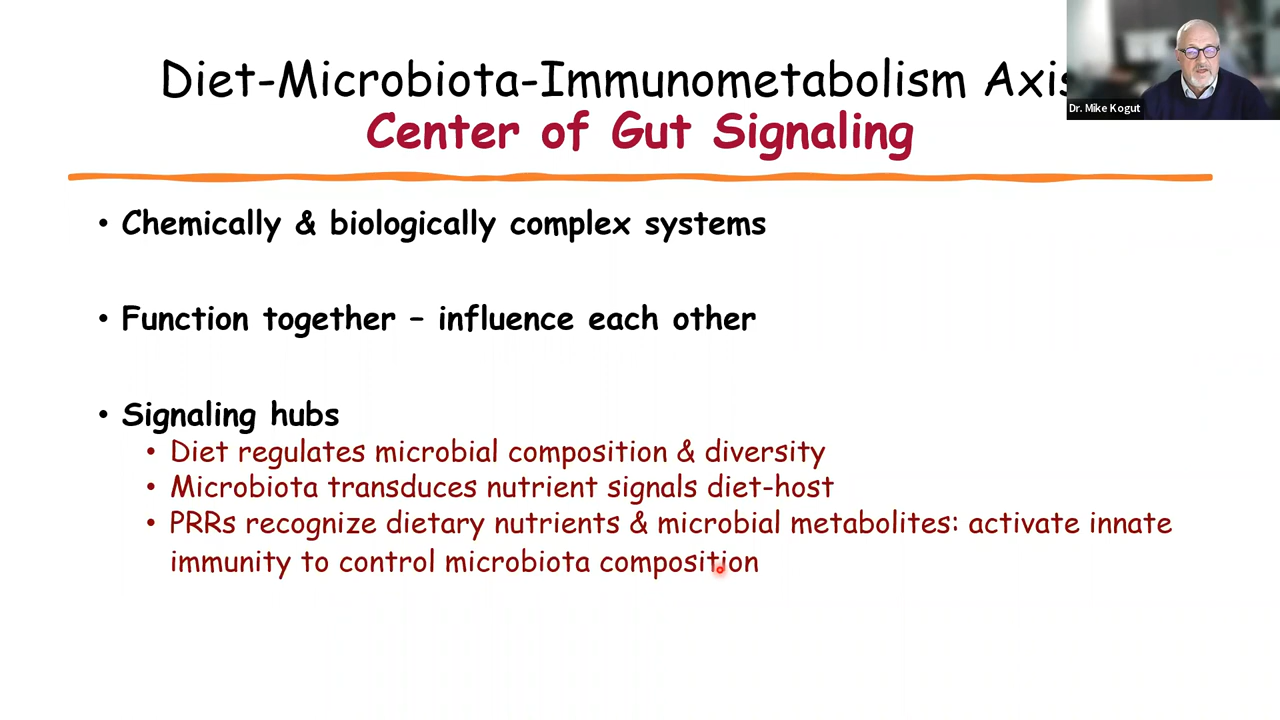 Diet-Microbiota-Immunometabolism Axis
Center of Gut Signaling
Dr. Mike Kogut
• Chemically & biologically complex systems
• Function together – influence each other
• Signaling hubs
• Diet regulates microbial composition & diversity
• Microbiota transduces nutrient signals diet-host
• PRRs recognize dietary nutrients & microbial metabolites: activate innate
immunity to control microbiota composition